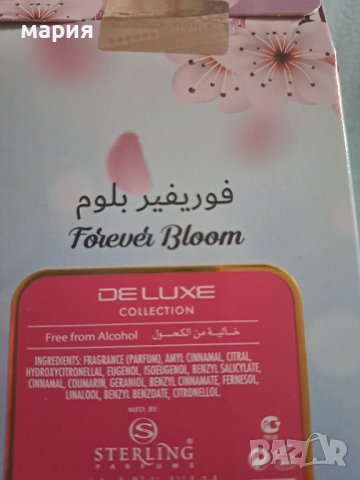 мария
فوريفير بلوم
Forever Bloom
DE LUXE
COLLECTION
Free from Alcohol خالية من الكحول
INGREDIENTS: FRAGRANCE (PARFUM), AMYL CINNAMAL, CITRAL,
HYDROXYCITRONELLAL, EUGENOL, ISOEUGENOL, BENZYL SALICYLATE,
CINNAMAL, COUMARIN, GERANIOL, BENZYL CINNAMATE, FERNESOL,
LINALOOL, BENZYL BENZOATE, CITRONELLOL.
MFD. BY:
S
STERLING
PARFUMS
BAZAR